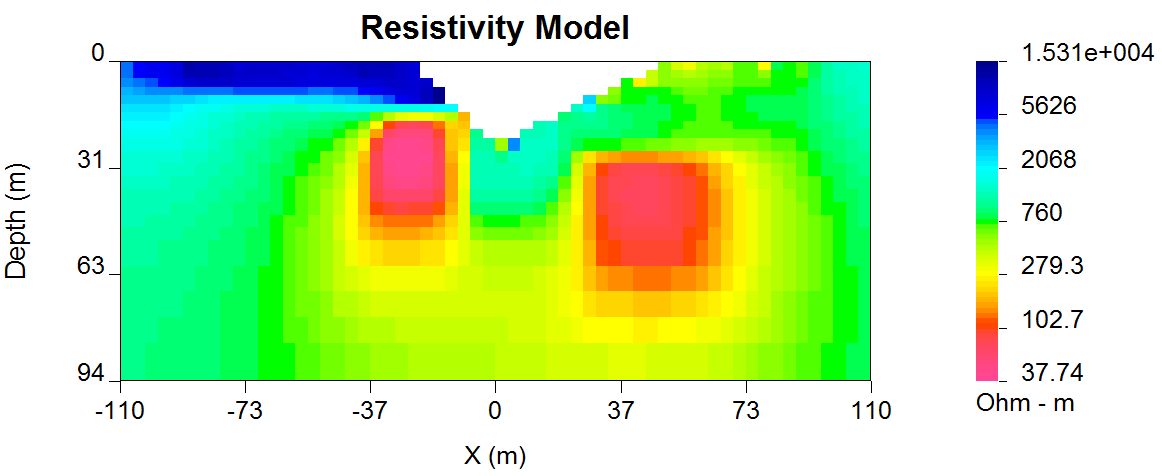 Resistivity Model
0
31
63
94
Depth (m)
-110 -73 -37 0 37 73 110
X (m)
1.531e+004
5626
2068
760
279.3
102.7
37.74
Ohm - m